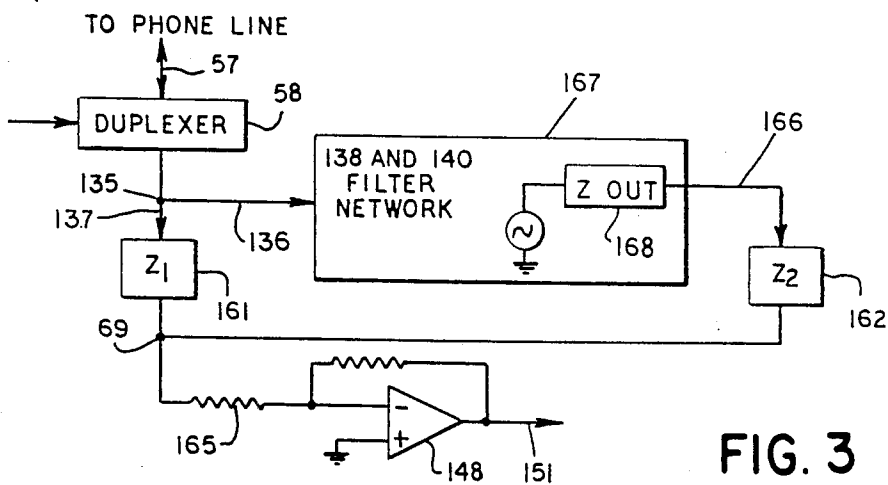 TO PHONE LINE
57
58
DUPLEXER
167
166
135
138 AND 140
FILTER
NETWORK
Z OUT
137
136
168
Z1
Z2
161
162
69
165
-
+
148
151
FIG. 3